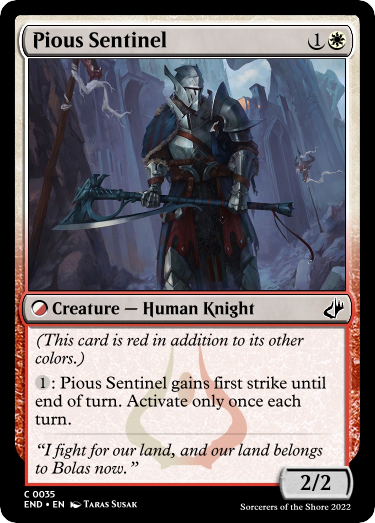 Pious Sentinel 1
Creature — Human Knight
(This card is red in addition to its other
colors.)
1: Pious Sentinel gains first strike until
end of turn. Activate only once each
turn.
“I fight for our land, and our land belongs
to Bolas now.”
2/2
C 0035
END • EN TARAS SUSAK
Sorcerers of the Shore 2022